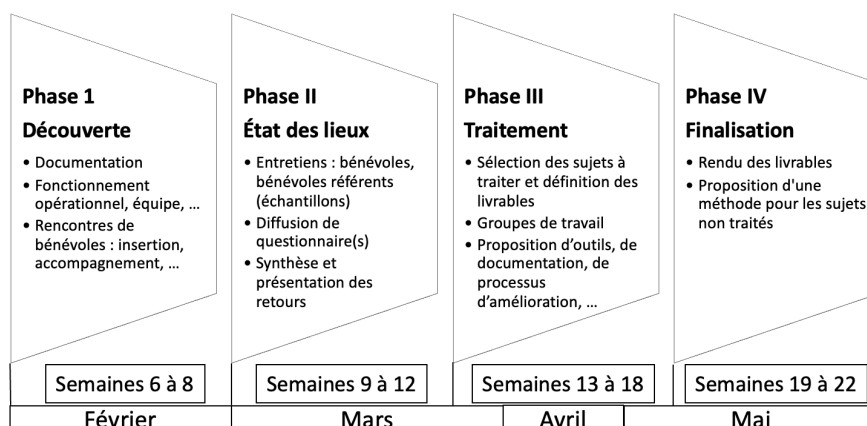 Phase 1
Découverte
• Documentation
• Fonctionnement
opérationnel, équipe, ...
• Rencontres de
bénévoles : insertion,
accompagnement, ...
Phase II
État des lieux
• Entretiens : bénévoles,
bénévoles référents
(échantillons)
• Diffusion de
questionnaire(s)
• Synthèse et
présentation des
retours
Phase III
Traitement
• Sélection des sujets à
traiter et définition des
livrables
• Groupes de travail
• Proposition d’outils, de
documentation, de
processus
d’amélioration, ...
Phase IV
Finalisation
• Rendu des livrables
• Proposition d'une
méthode pour les sujets
non traités
Semaines 6 à 8
Semaines 9 à 12
Semaines 13 à 18
Semaines 19 à 22
Février
Mars
Avril
Mai